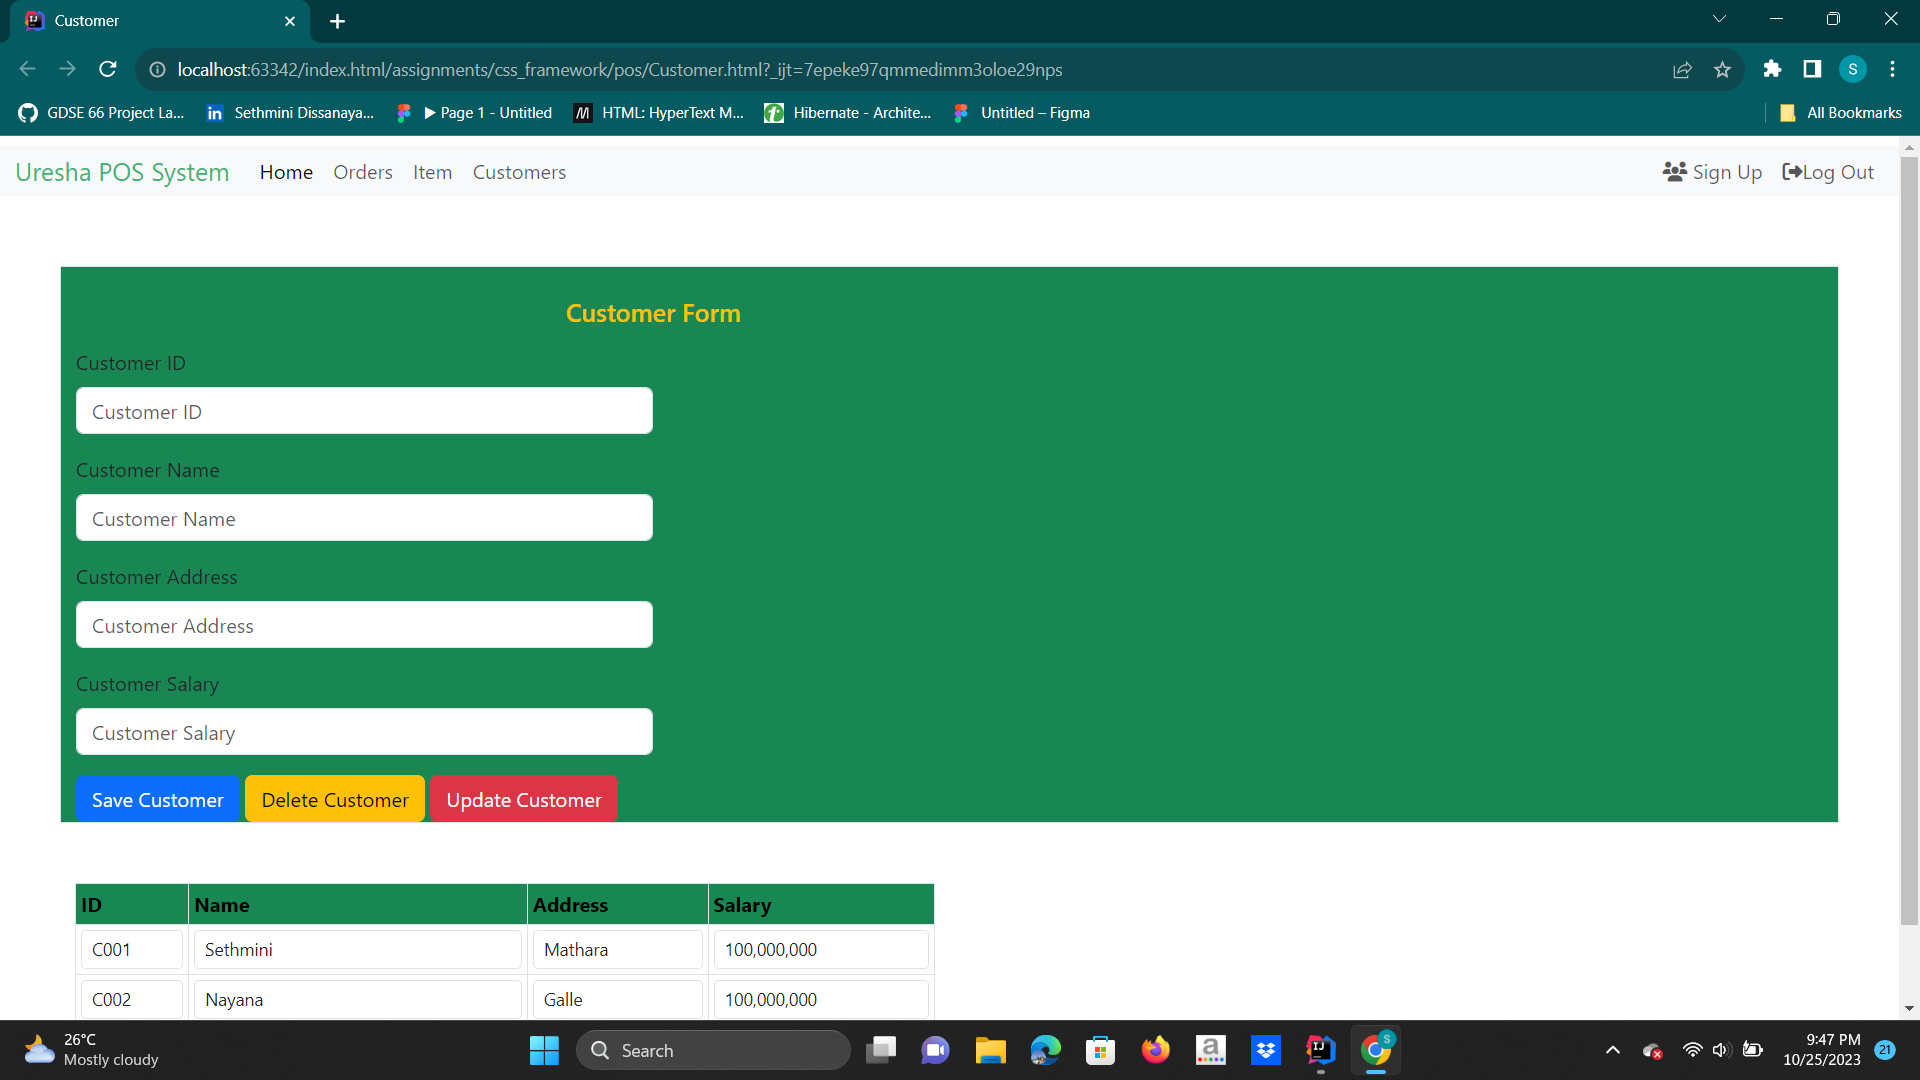 Customer
localhost:63342/index.html/assignments/css_framework/pos/Customer.html?_ijt=7epeke97qmmedimm3oloe29nps
S
GDSE 66 Project La... Sethmini Dissanaya... ▶ Page 1 - Untitled HTML: HyperText M... Hibernate - Archite... Untitled – Figma All Bookmarks
Uresha POS System Home Orders Item Customers Sign Up Log Out
Customer Form
Customer ID
Customer ID
Customer Name
Customer Name
Customer Address
Customer Address
Customer Salary
Customer Salary
Save Customer Delete Customer Update Customer
ID Name Address Salary
C001 Sethmini Mathara 100,000,000
C002 Nayana Galle 100,000,000
26°C
Mostly cloudy
Search
9:47 PM
10/25/2023
21